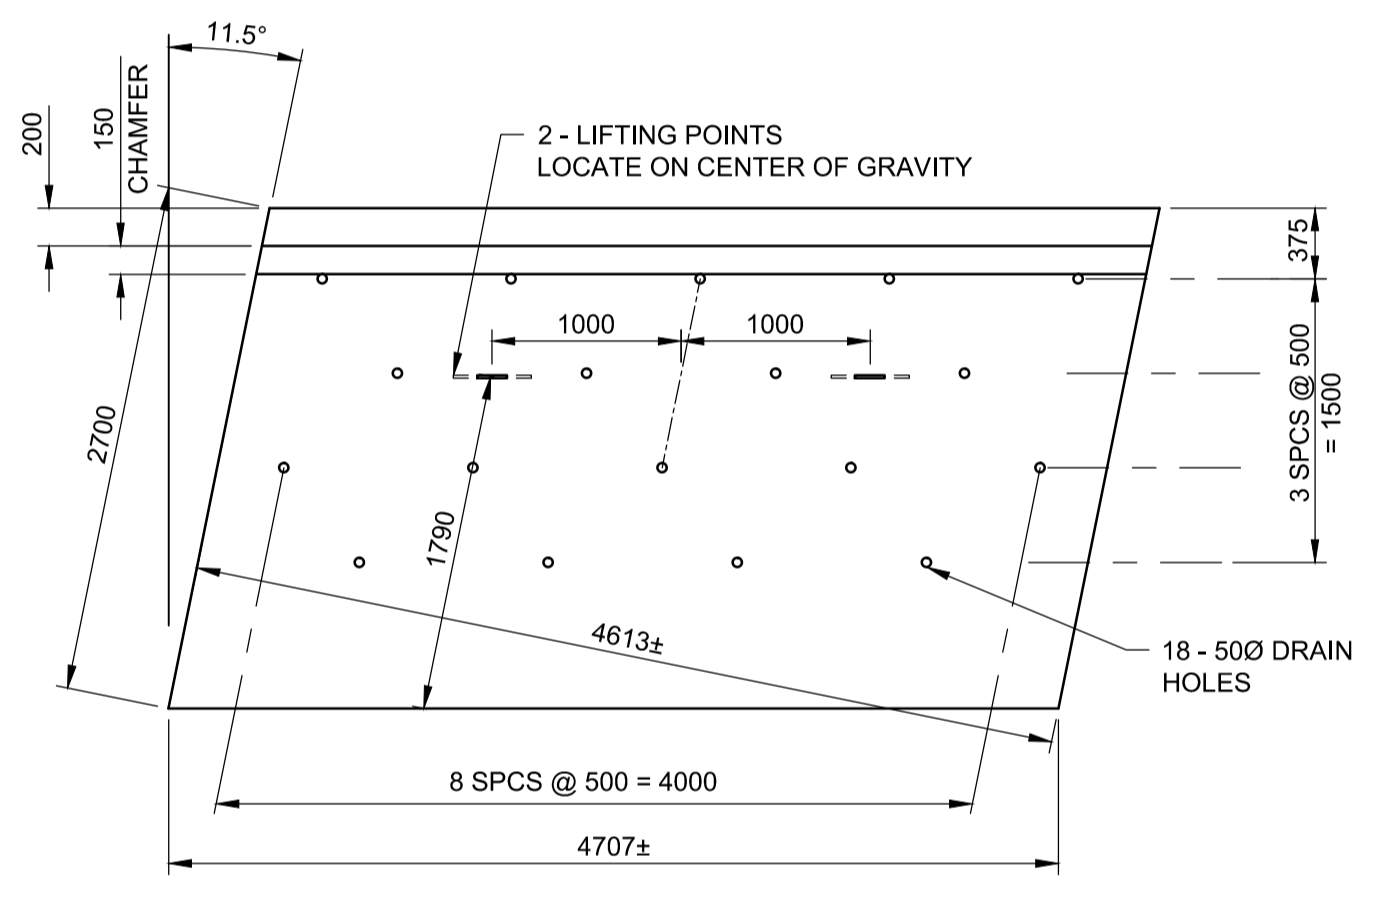 11.5°
200
150
CHAMFER
2 - LIFTING POINTS
LOCATE ON CENTER OF GRAVITY
375
1000
1000
3 SPCS @ 500
= 1500
2700
1790
4613±
18 - 50Ø DRAIN
HOLES
8 SPCS @ 500 = 4000
4707±